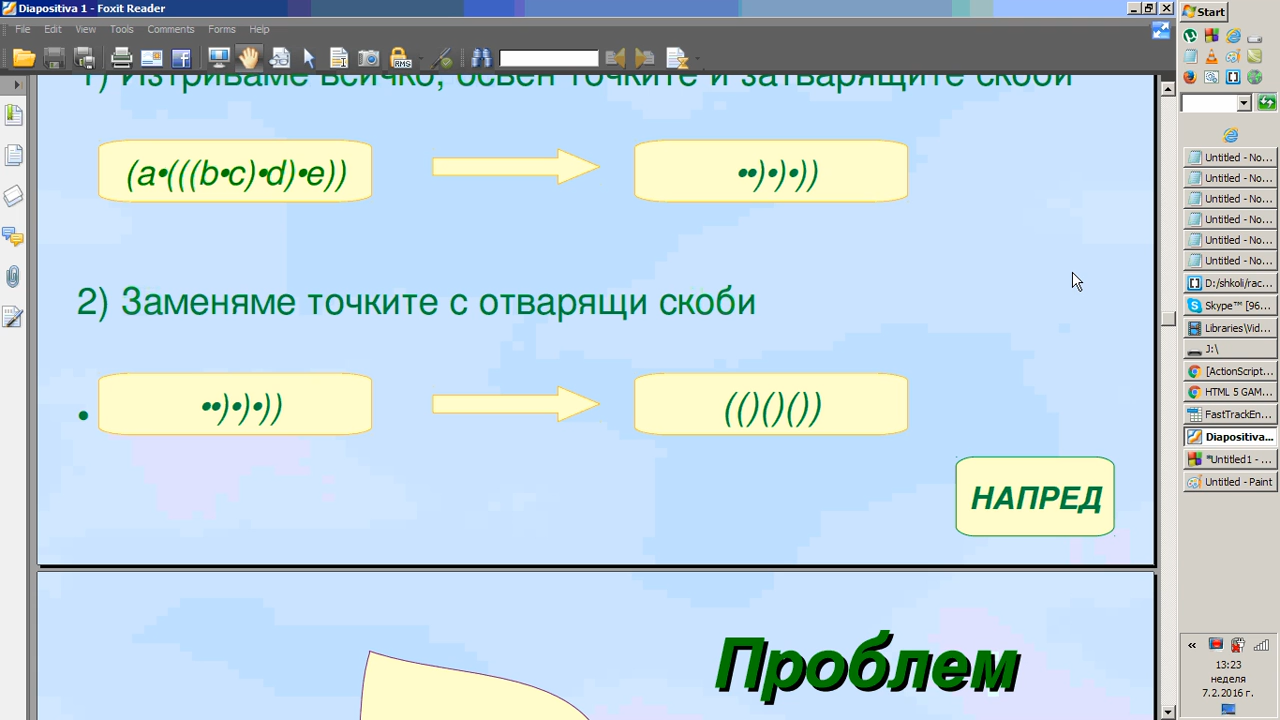 Diapositiva 1 - Foxit Reader
File Edit View Tools Comments Forms Help
1) Изтриваме всичко, освен точките и затварящите скоби
(a•(((b•c)•d)•e))
••)•)•))
2) Заменяме точките с отварящи скоби
• ••)•)•))
(()()())
НАПРЕД
Проблем
Start
Untitled - No...
Untitled - No...
Untitled - No...
Untitled - No...
Untitled - No...
Untitled - No...
D:/shkoli/rac...
Skype™ [96...
Libraries\Vid...
J:\
[ActionScript...
HTML 5 GAM...
FastTrackEn...
Diapositiva...
*Untitled1 - ...
Untitled - Paint
«
13:23
неделя
7.2.2016 г.